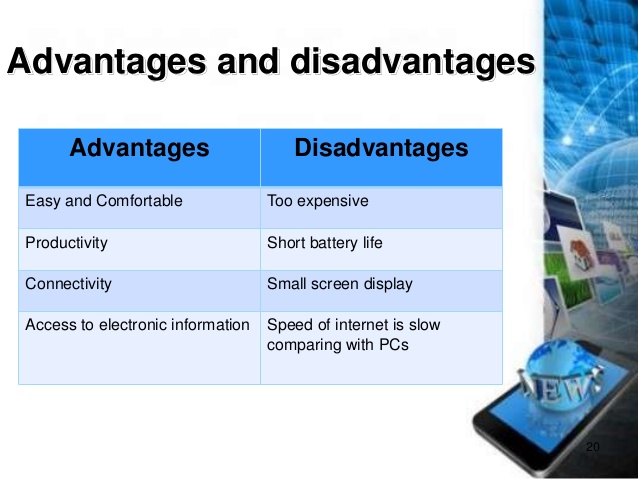 Advantages and disadvantages
Advantages
Disadvantages
Easy and Comfortable
Too expensive
Productivity
Short battery life
Connectivity
Small screen display
Access to electronic information
Speed of internet is slow
comparing with PCs
NEWS
20